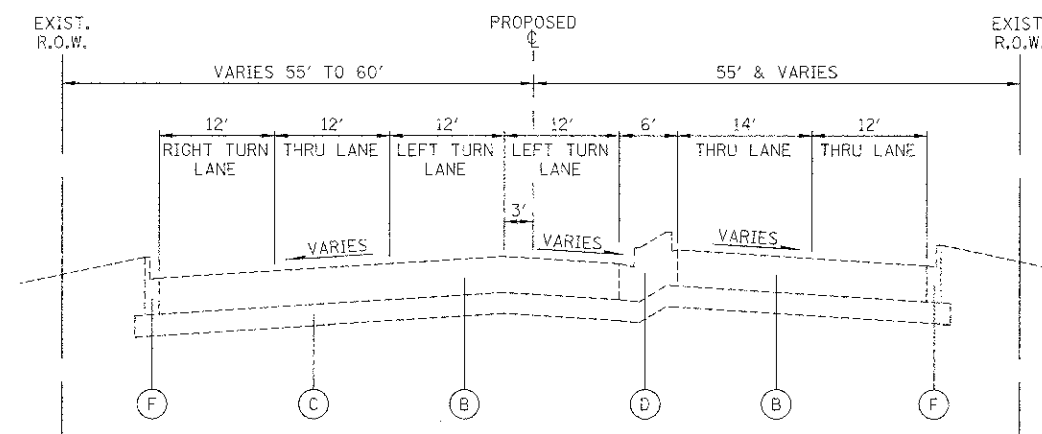 EXIST.
R.O.W.
PROPOSED
℄
EXIST.
R.O.W.
VARIES 55' TO 60'
55' & VARIES
12'
12'
12'
12'
6'
14'
12'
RIGHT TURN
LANE
THRU LANE
LEFT TURN
LANE
LEFT TURN
LANE
THRU LANE
THRU LANE
3'
VARIES
VARIES
VARIES
F
C
B
D
B
F